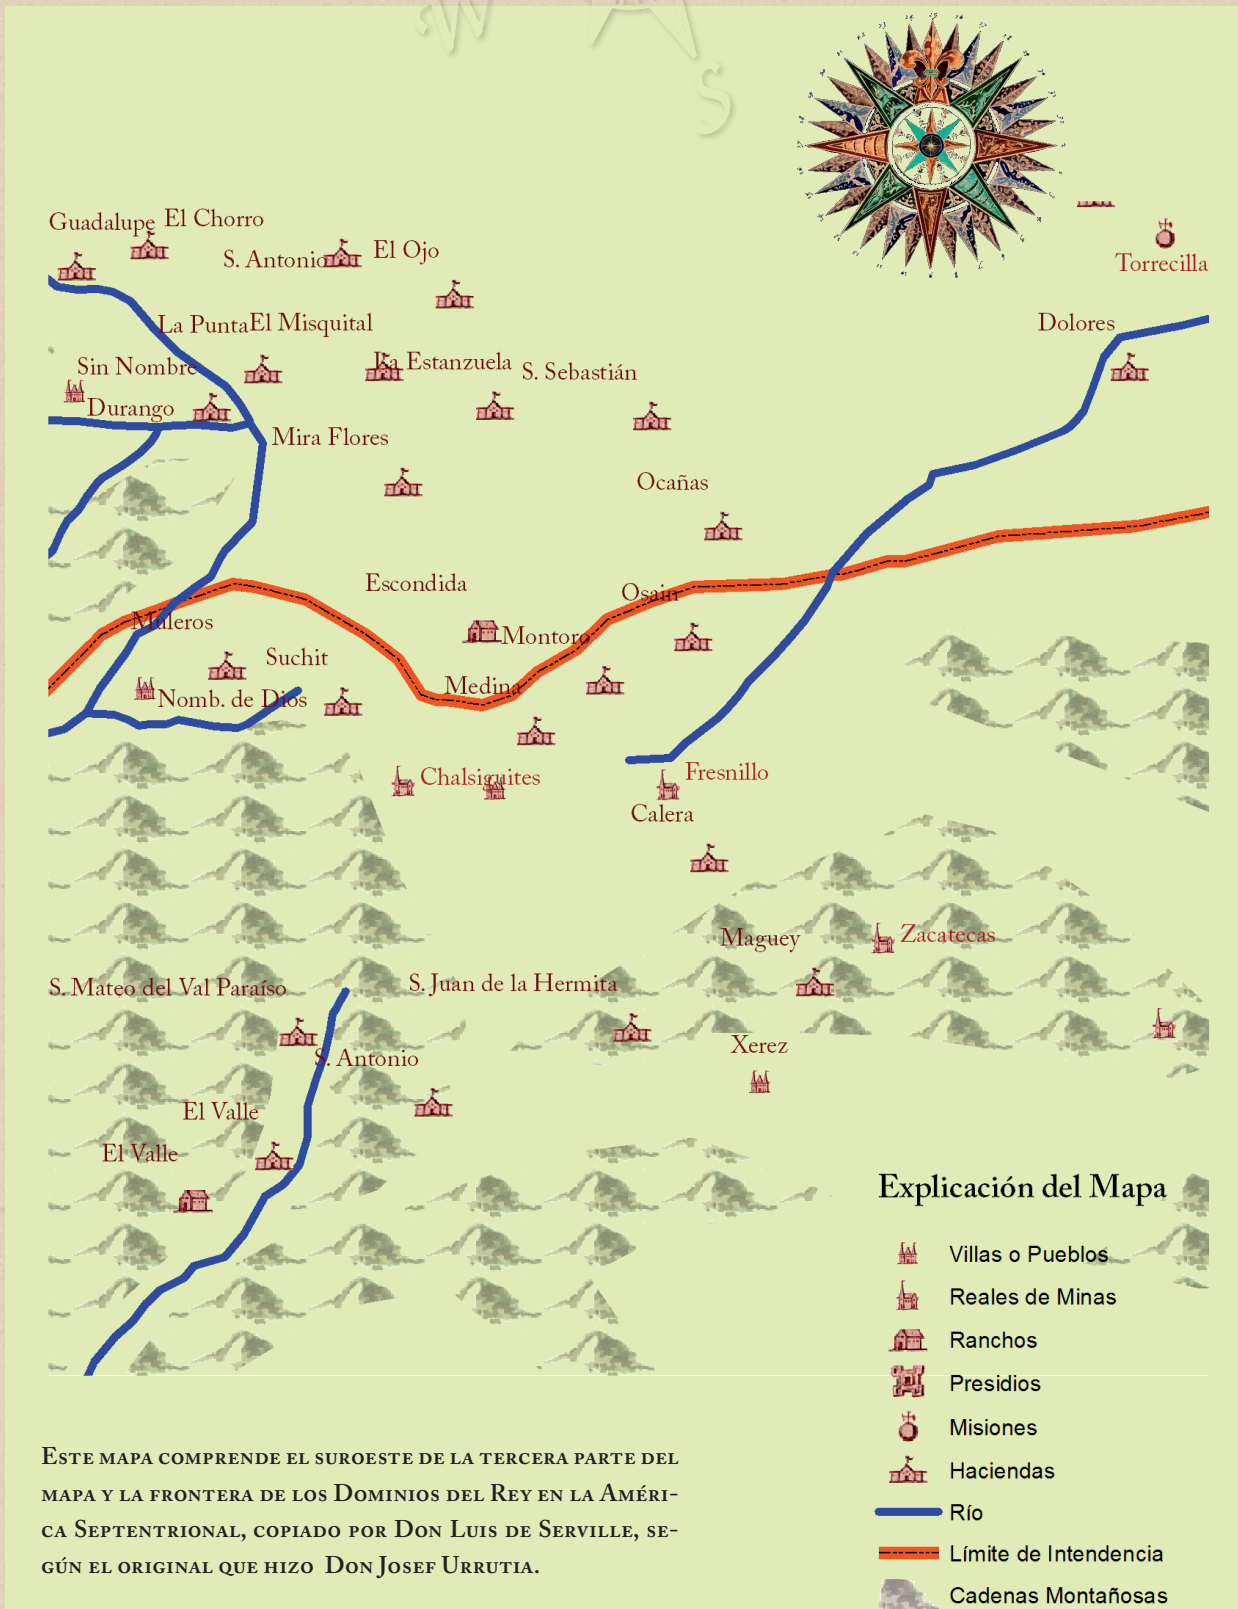 W
S
Guadalupe El Chorro
S. Antonio El Ojo
Torrecilla
La Punta El Misquital
Dolores
Sin Nombre
La Estanzuela S. Sebastián
Durango
Mira Flores
Ocañas
Escondida
Osain
Muleros
Montoro
Suchit
Medina
Nomb. de Dios
Chalsiguites
Fresnillo
Calera
Maguey
Zacatecas
S. Mateo del Val Paraíso
S. Juan de la Hermita
Xerez
S. Antonio
El Valle
El Valle
Explicación del Mapa
Villas o Pueblos
Reales de Minas
Ranchos
Presidios
Misiones
Haciendas
Río
Límite de Intendencia
Cadenas Montañosas
Este mapa comprende el suroeste de la tercera parte del
mapa y la frontera de los Dominios del Rey en la Améri-
ca Septentrional, copiado por Don Luis de Serville, se-
gún el original que hizo Don Josef Urrutia.